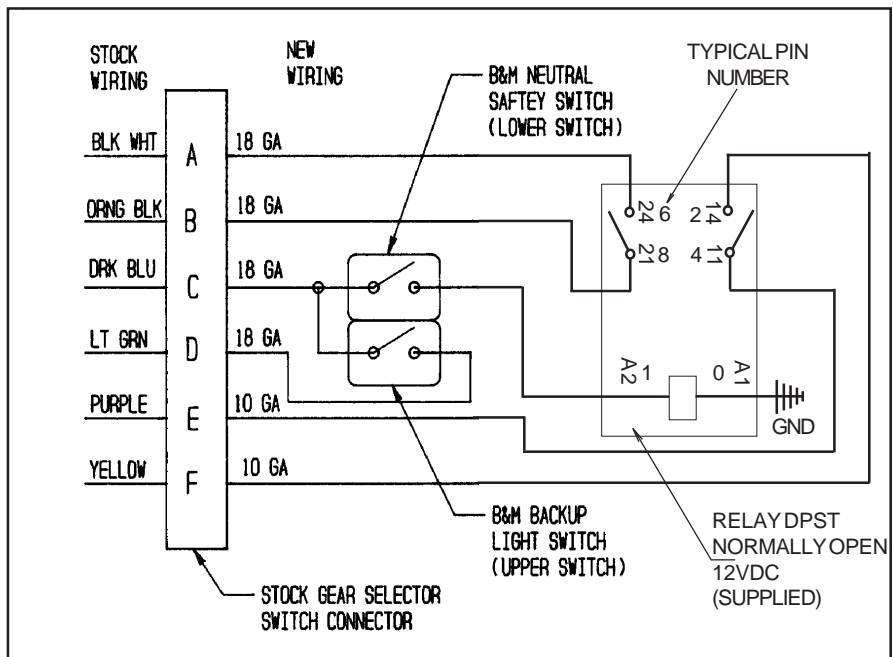 STOCK
WIRING
NEW
WIRING
B&M NEUTRAL
SAFTEY SWITCH
(LOWER SWITCH)
TYPICAL PIN
NUMBER
BLK WHT
A
18 GA
ORNG BLK
B
18 GA
DRK BLU
C
18 GA
LT GRN
D
18 GA
PURPLE
E
10 GA
YELLOW
F
10 GA
24 6 2 14
21 8 4 11
A2 1 0 A1
GND
B&M BACKUP
LIGHT SWITCH
(UPPER SWITCH)
RELAY DPST
NORMALLY OPEN
12VDC
(SUPPLIED)
STOCK GEAR SELECTOR
SWITCH CONNECTOR